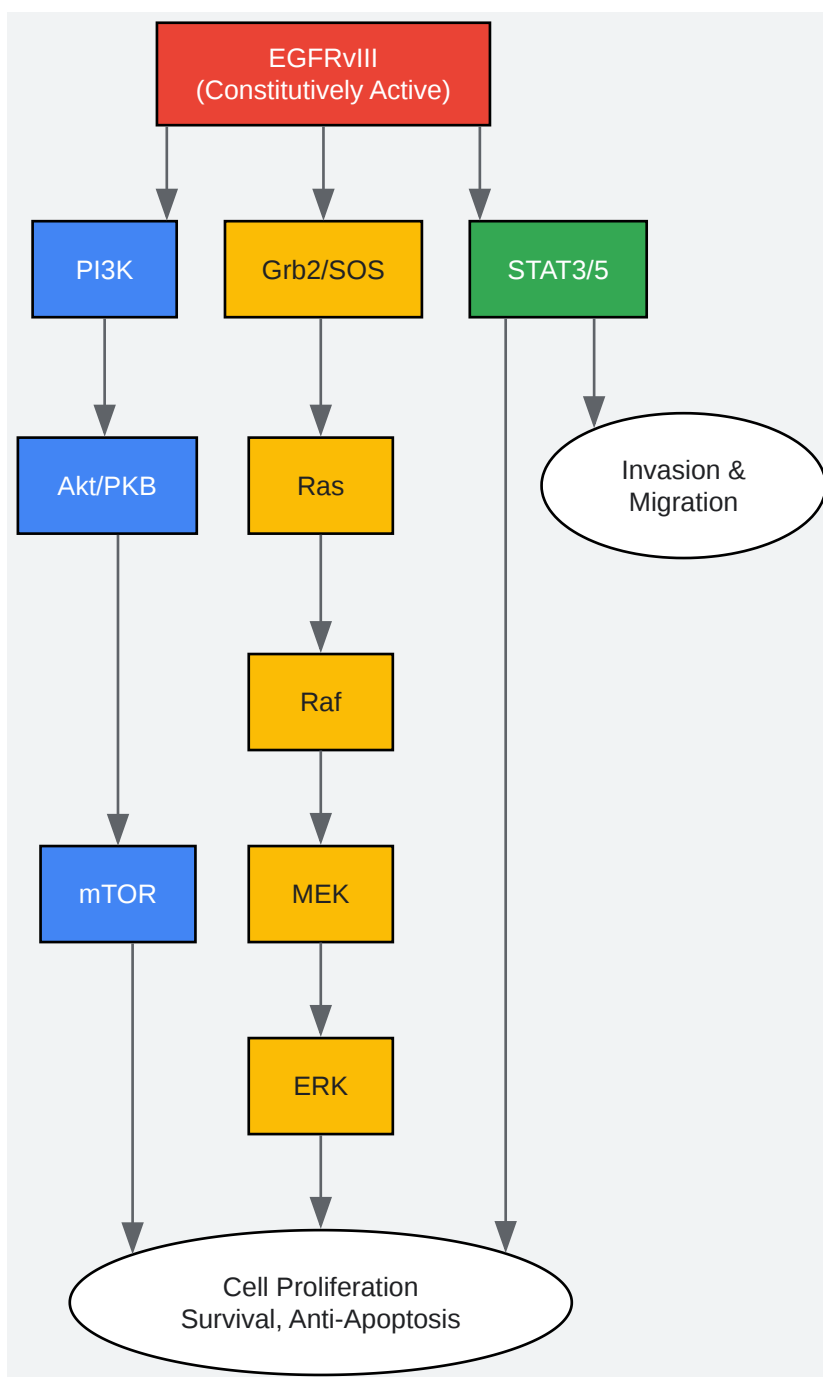 EGFRvIII
(Constitutively Active)
PI3K
Grb2/SOS
STAT3/5
Akt/PKB
Ras
Invasion &
Migration
Raf
mTOR
MEK
ERK
Cell Proliferation
Survival, Anti-Apoptosis